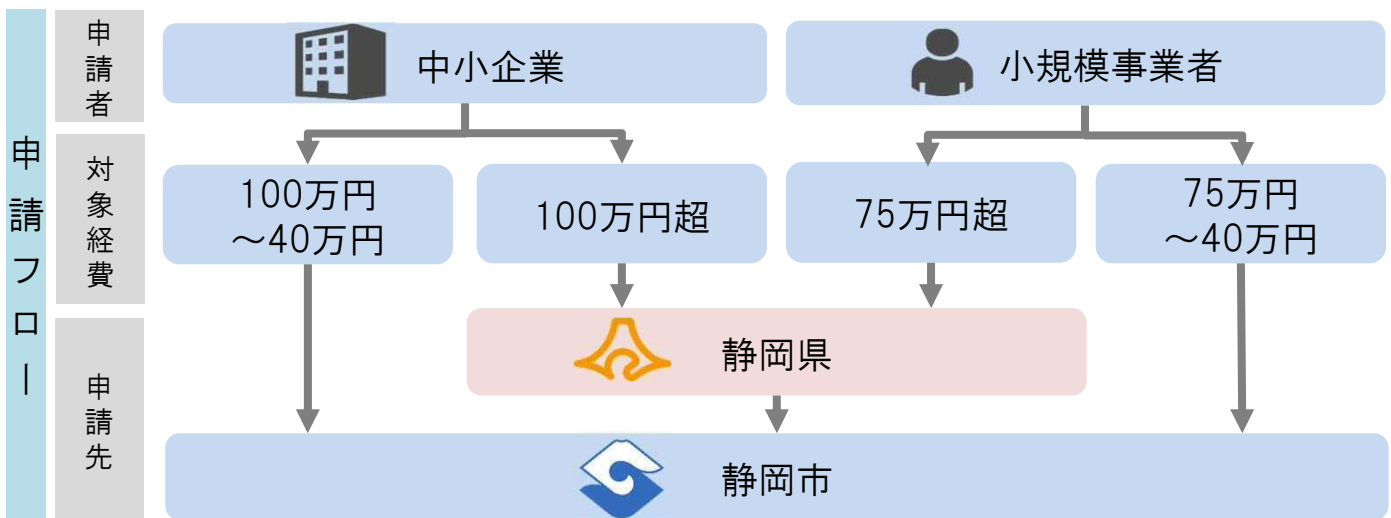 申請フロー
申請者
中小企業
小規模事業者
対象経費
100万円
～40万円
100万円超
75万円超
75万円
～40万円
申請先
静岡県
静岡市